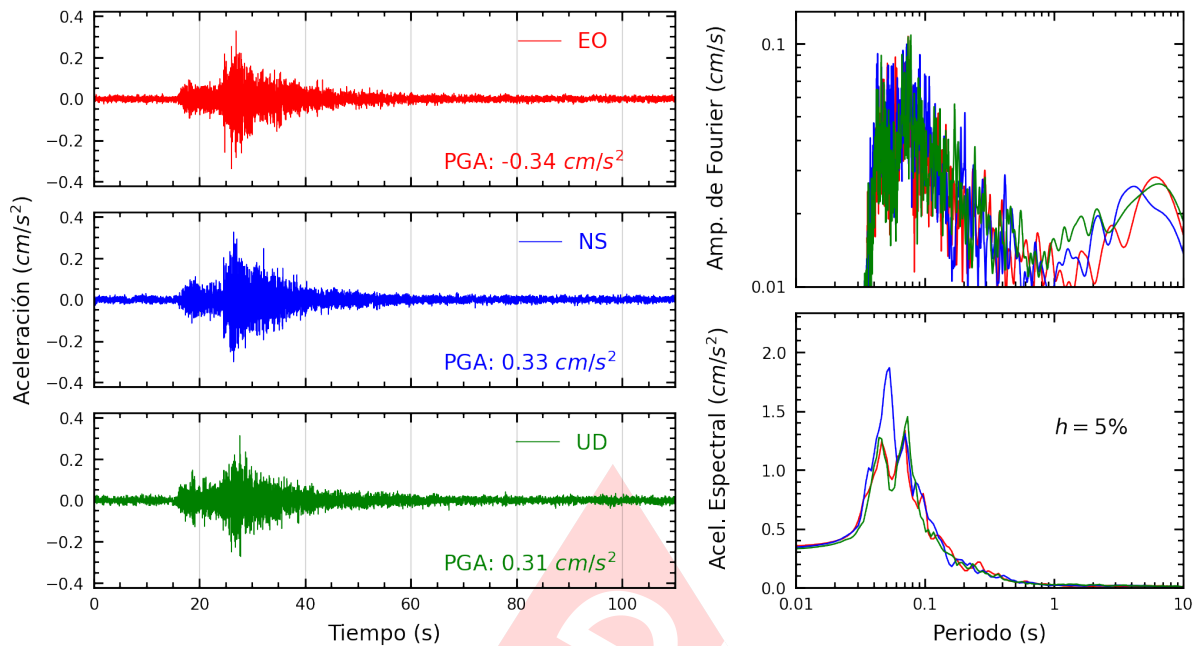 Aceleración (cm/s²)
0.4
0.2
0.0
−0.2
−0.4
EO
PGA: -0.34 cm/s²
0.4
0.2
0.0
−0.2
−0.4
NS
PGA: 0.33 cm/s²
0.4
0.2
0.0
−0.2
−0.4
UD
PGA: 0.31 cm/s²
0 20 40 60 80 100
Tiempo (s)
Amp. de Fourier (cm/s)
0.1
0.01
Acel. Espectral (cm/s²)
2.0
1.5
1.0
0.5
0.0
h = 5%
0.01 0.1 1 10
Periodo (s)